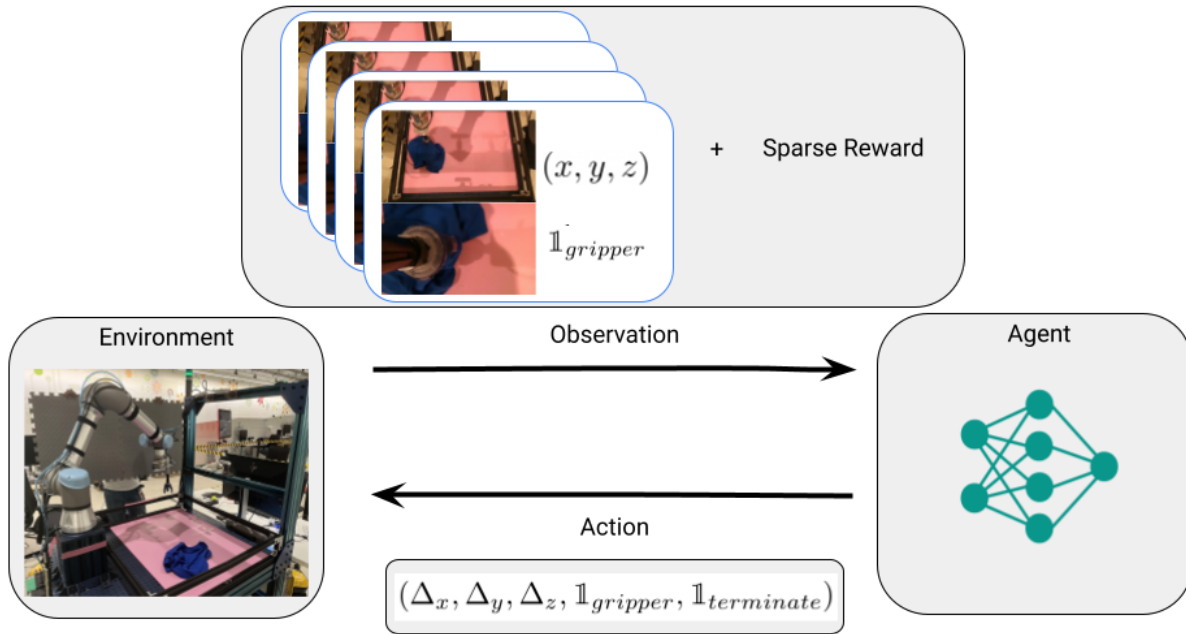 (x, y, z)
+ Sparse Reward
𝟙gripper
Environment
Observation
Agent
Action
(Δx, Δy, Δz, 𝟙gripper, 𝟙terminate)